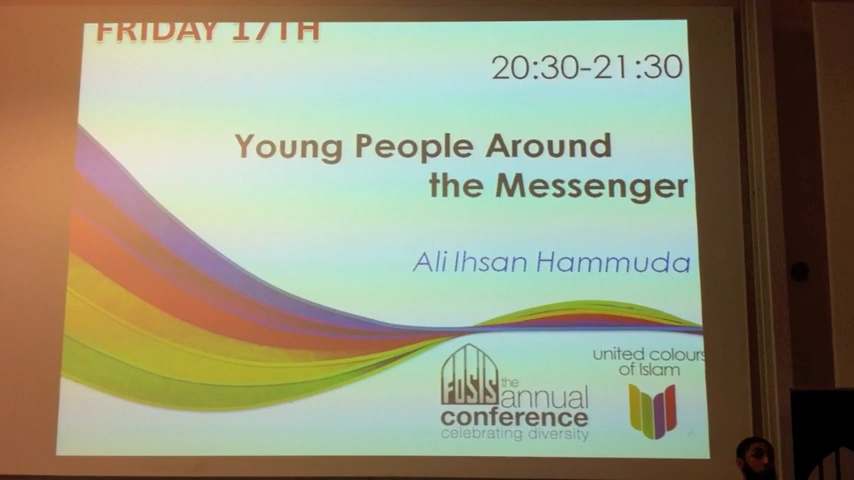 FRIDAY 17TH
20:30-21:30
Young People Around
the Messenger
Ali Ihsan Hammuda
FOSIS the
annual
conference
celebrating diversity
united colours
of Islam